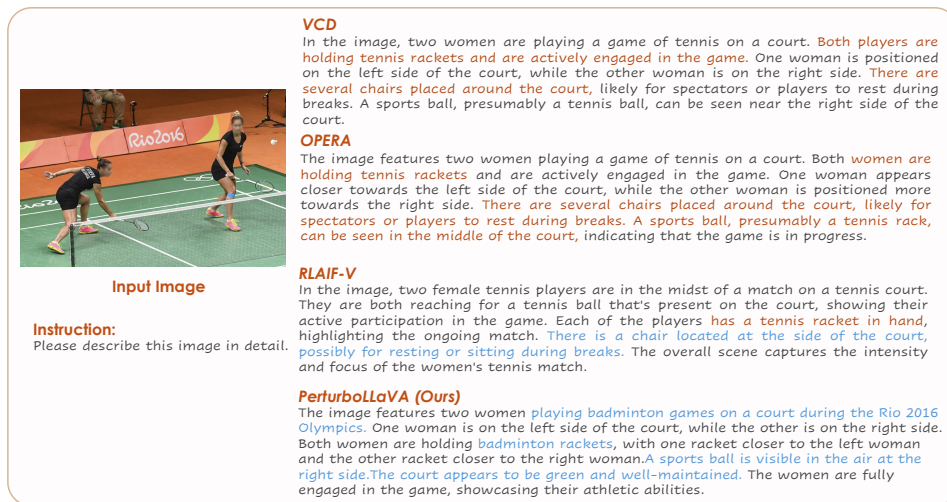 VCD
In the image, two women are playing a game of tennis on a court. Both players are
holding tennis rackets and are actively engaged in the game. One woman is positioned
on the left side of the court, while the other woman is on the right side. There are
several chairs placed around the court, likely for spectators or players to rest during
breaks. A sports ball, presumably a tennis ball, can be seen near the right side of the
court.
OPERA
The image features two women playing a game of tennis on a court. Both women are
holding tennis rackets and are actively engaged in the game. One woman appears
closer towards the left side of the court, while the other woman is positioned more
towards the right side. There are several chairs placed around the court, likely for
spectators or players to rest during breaks. A sports ball, presumably a tennis rack,
can be seen in the middle of the court, indicating that the game is in progress.
Rio2016
Input Image
Instruction:
Please describe this image in detail.
RLAIF-V
In the image, two female tennis players are in the midst of a match on a tennis court.
They are both reaching for a tennis ball that's present on the court, showing their
active participation in the game. Each of the players has a tennis racket in hand,
highlighting the ongoing match. There is a chair located at the side of the court,
possibly for resting or sitting during breaks. The overall scene captures the intensity
and focus of the women's tennis match.
PerturboLLaVA (Ours)
The image features two women playing badminton games on a court during the Rio 2016
Olympics. One woman is on the left side of the court, while the other is on the right side.
Both women are holding badminton rackets, with one racket closer to the left woman
and the other racket closer to the right woman.A sports ball is visible in the air at the
right side.The court appears to be green and well-maintained. The women are fully
engaged in the game, showcasing their athletic abilities.